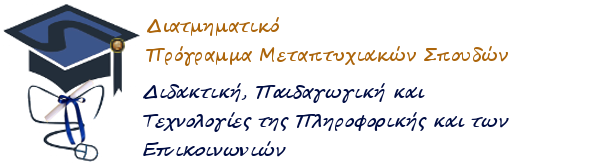 Διατμηματικό
Πρόγραμμα Μεταπτυχιακών Σπουδών
Διδακτική, Παιδαγωγική και
Τεχνολογίες της Πληροφορικής και των
Επικοινωνιών